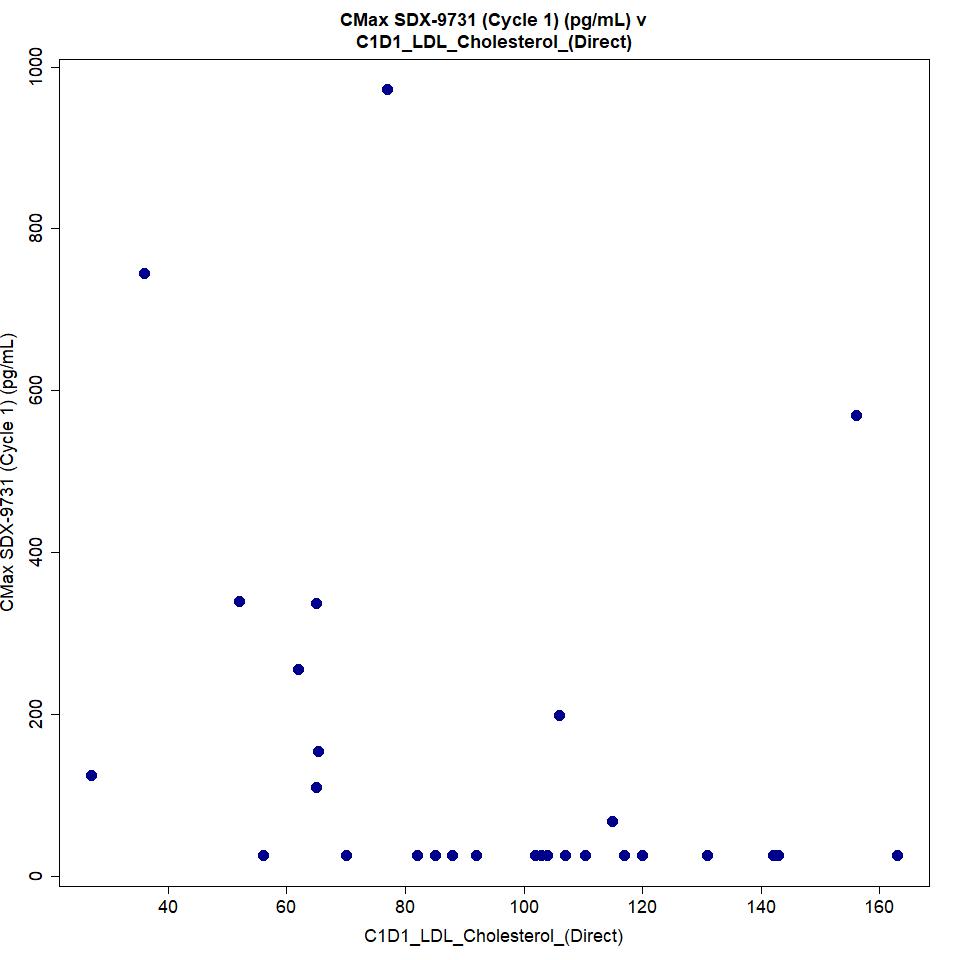 CMax SDX-9731 (Cycle 1) (pg/mL) v
C1D1_LDL_Cholesterol_(Direct)
1000
800
600
400
200
0
CMax SDX-9731 (Cycle 1) (pg/mL)
40 60 80 100 120 140 160
C1D1_LDL_Cholesterol_(Direct)